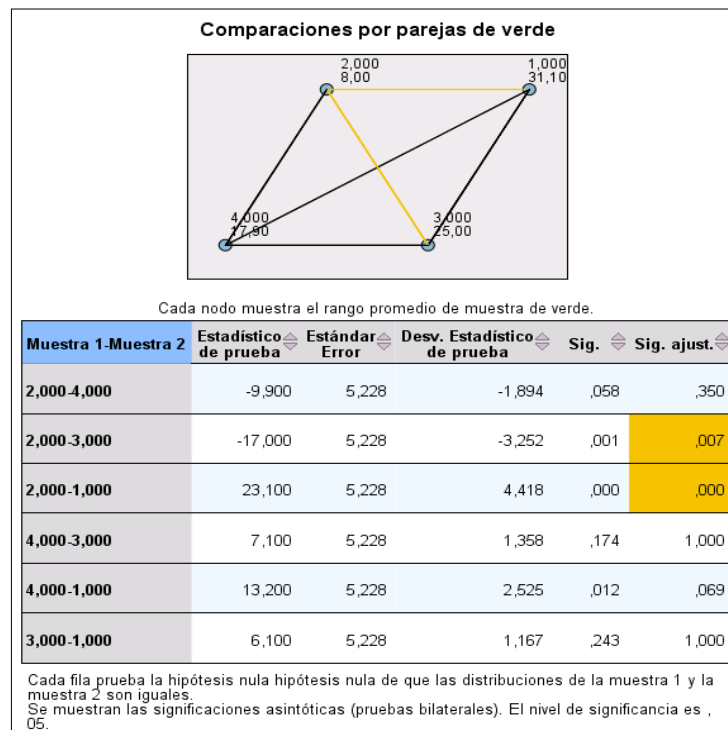 Comparaciones por parejas de verde
2,000
8,00
1,000
31,10
4,000
17,90
3,000
25,00
Cada nodo muestra el rango promedio de muestra de verde.
Muestra 1-Muestra 2 Estadístico de prueba Estándar Error Desv. Estadístico de prueba Sig. Sig. ajust.
2,000-4,000 -9,900 5,228 -1,894 ,058 ,350
2,000-3,000 -17,000 5,228 -3,252 ,001 ,007
2,000-1,000 23,100 5,228 4,418 ,000 ,000
4,000-3,000 7,100 5,228 1,358 ,174 1,000
4,000-1,000 13,200 5,228 2,525 ,012 ,069
3,000-1,000 6,100 5,228 1,167 ,243 1,000
Cada fila prueba la hipótesis nula hipótesis nula de que las distribuciones de la muestra 1 y la
muestra 2 son iguales.
Se muestran las significaciones asintóticas (pruebas bilaterales). El nivel de significancia es ,
05.